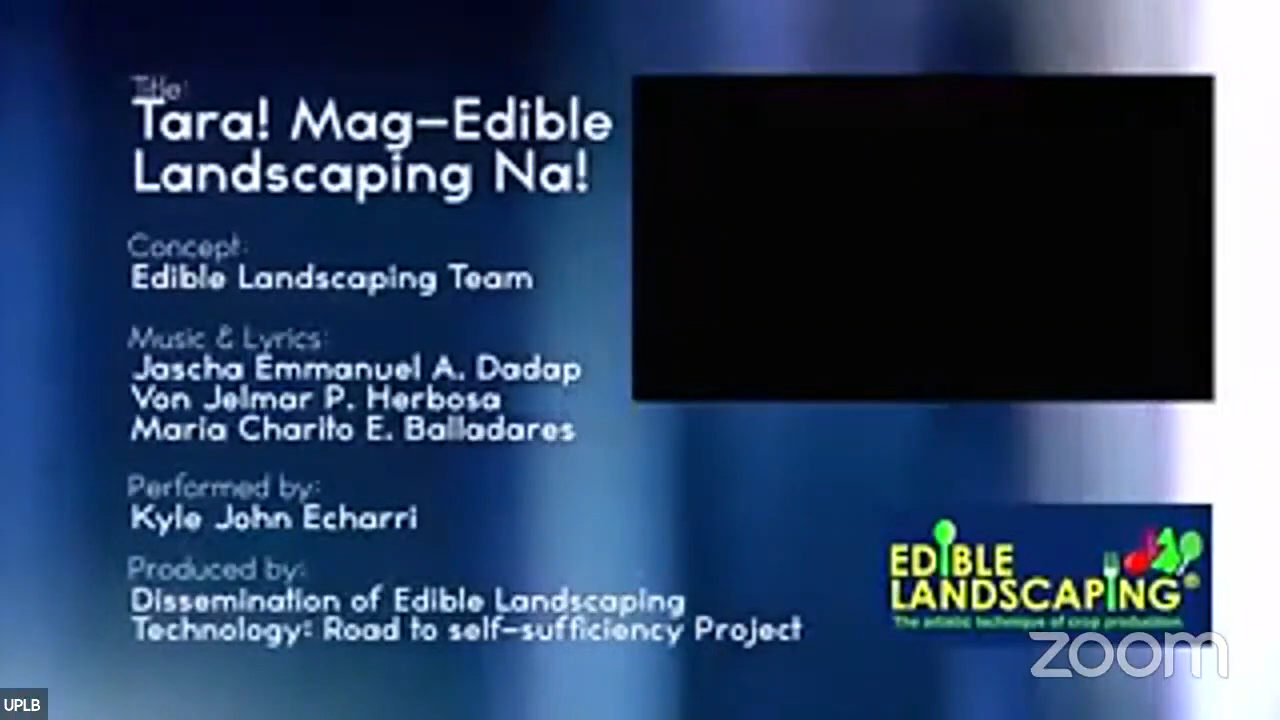 Title:
Tara! Mag-Edible
Landscaping Na!
Concept:
Edible Landscaping Team
Music & Lyrics:
Jascha Emmanuel A. Dadap
Von Jelmar P. Herbosa
Maria Charito E. Balladares
Performed by:
Kyle John Echarri
Produced by:
Dissemination of Edible Landscaping
Technology: Road to self-sufficiency Project
EDIBLE
LANDSCAPING®
The artistic technique of crop production
zoom
UPLB